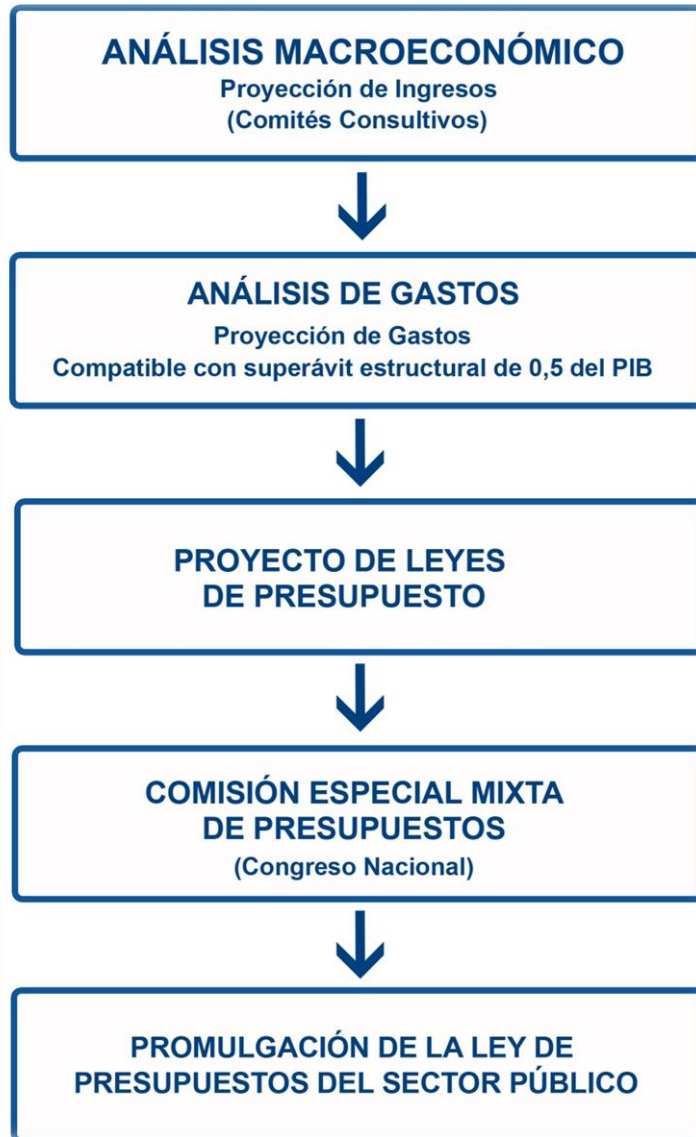 ANÁLISIS MACROECONÓMICO
Proyección de Ingresos
(Comités Consultivos)
ANÁLISIS DE GASTOS
Proyección de Gastos
Compatible con superávit estructural de 0,5 del PIB
PROYECTO DE LEYES
DE PRESUPUESTO
COMISIÓN ESPECIAL MIXTA
DE PRESUPUESTOS
(Congreso Nacional)
PROMULGACIÓN DE LA LEY DE
PRESUPUESTOS DEL SECTOR PÚBLICO